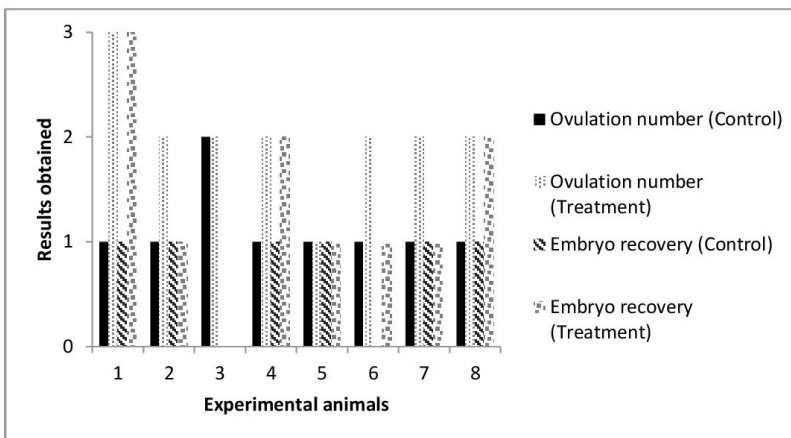 3
2
1
0
Results obtained
1 2 3 4 5 6 7 8
Experimental animals
Ovulation number (Control)
Ovulation number
(Treatment)
Embryo recovery (Control)
Embryo recovery
(Treatment)